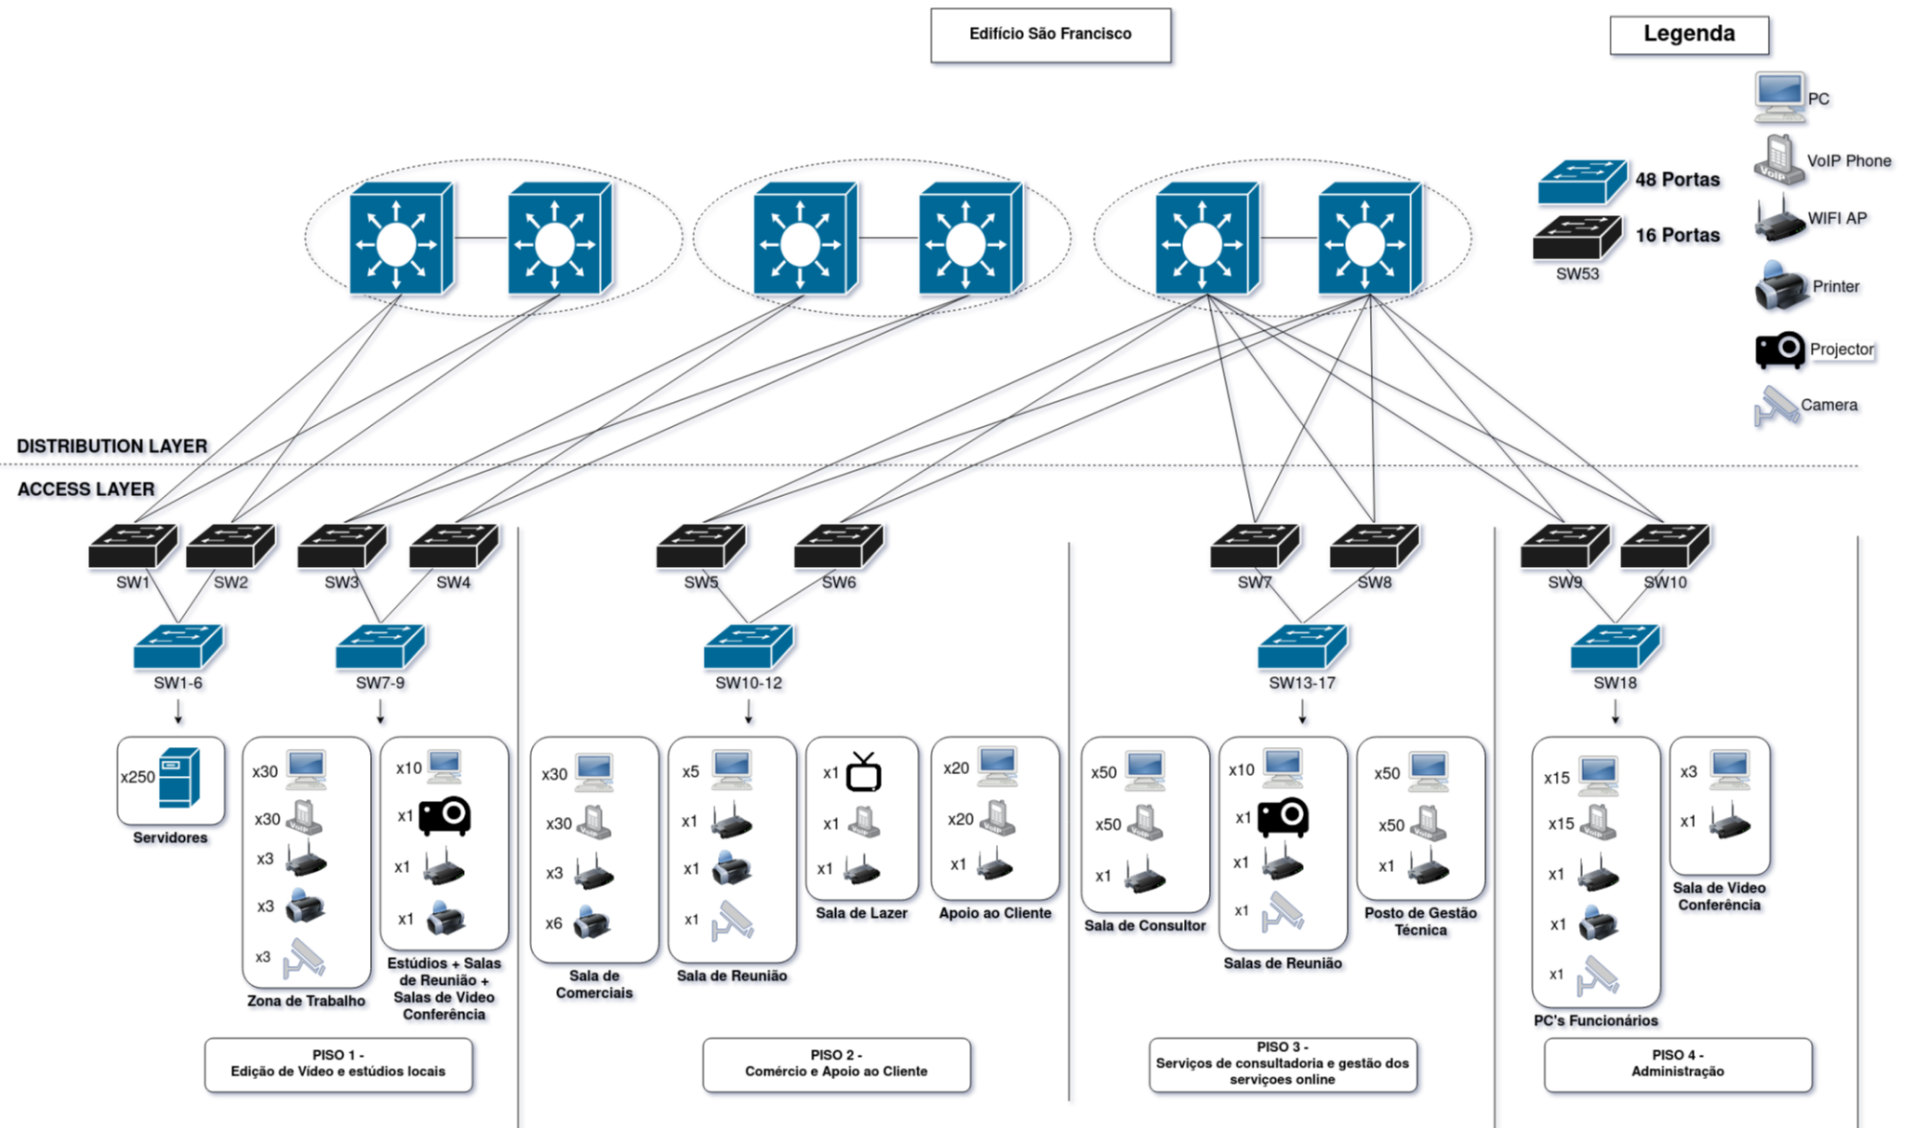 Edifício São Francisco
Legenda
PC
VoIP Phone
VoIP
48 Portas
WIFI AP
16 Portas
SW53
Printer
Projector
Camera
DISTRIBUTION LAYER
ACCESS LAYER
SW1
SW2
SW3
SW4
SW5
SW6
SW7
SW8
SW9
SW10
SW1-6
SW7-9
SW10-12
SW13-17
SW18
x250
Servidores
x30
x30
x3
x3
x3
Zona de Trabalho
x10
x1
x1
x1
Estúdios + Salas
de Reunião +
Salas de Video
Conferência
x30
x30
x3
x6
Sala de
Comerciais
x5
x1
x1
x1
Sala de Reunião
x1
x1
x1
Sala de Lazer
x20
x20
x1
Apoio ao Cliente
x50
x50
x1
Sala de Consultor
x10
x1
x1
x1
Salas de Reunião
x50
x50
x1
Posto de Gestão
Técnica
x15
x15
x1
x1
x1
PC's Funcionários
x3
x1
Sala de Video
Conferência
PISO 1 -
Edição de Vídeo e estúdios locais
PISO 2 -
Comércio e Apoio ao Cliente
PISO 3 -
Serviços de consultadoria e gestão dos
serviçoes online
PISO 4 -
Administração